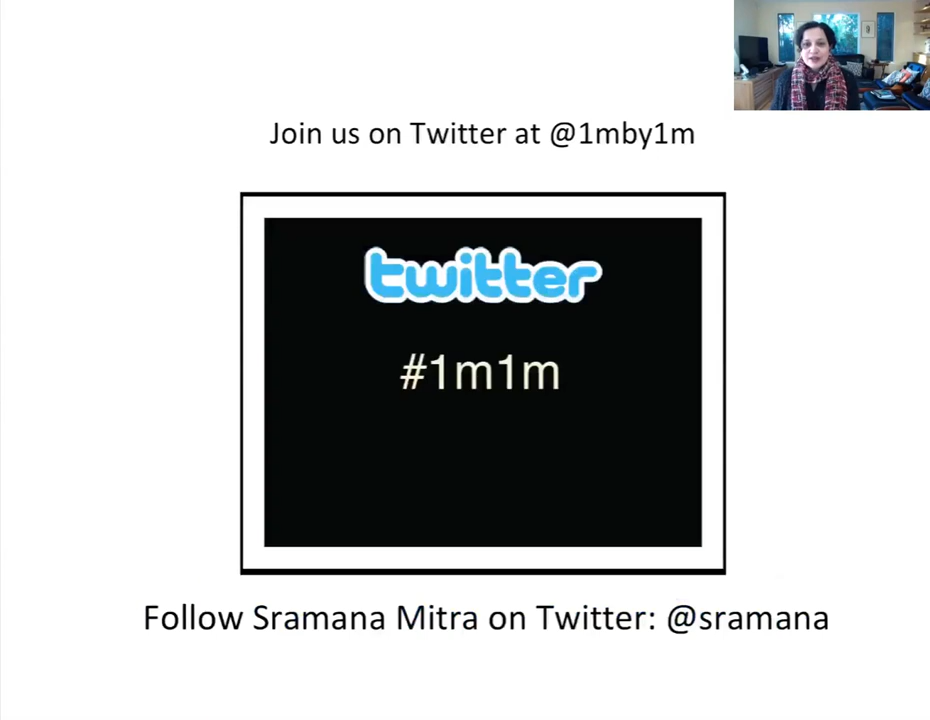 Join us on Twitter at @1mby1m
twitter
#1m1m
Follow Sramana Mitra on Twitter: @sramana